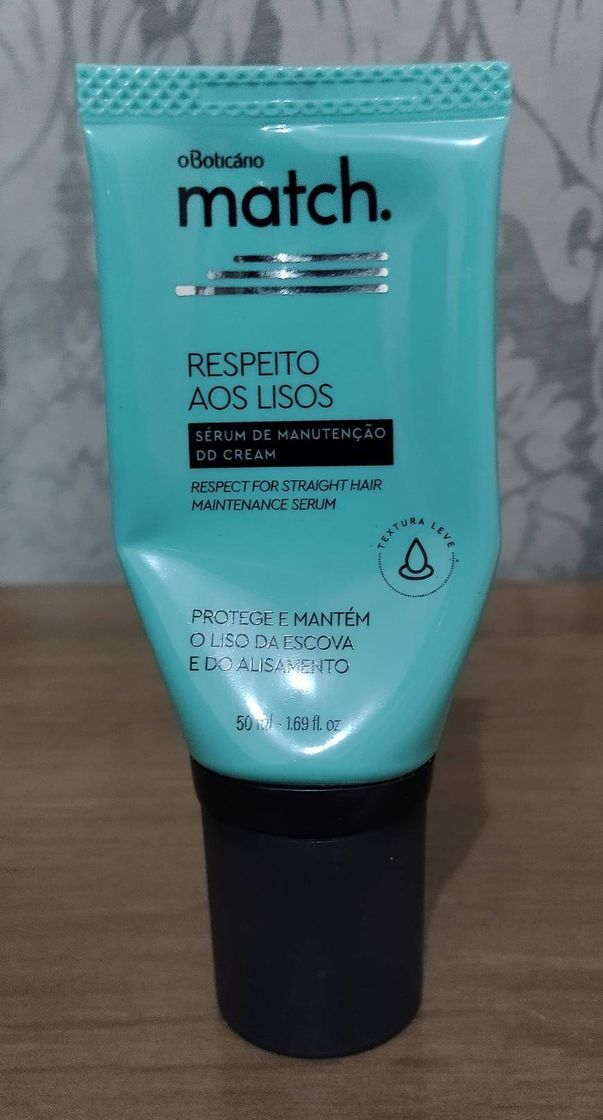 oBoticário
match.
RESPEITO
AOS LISOS
SÉRUM DE MANUTENÇÃO
DD CREAM
RESPECT FOR STRAIGHT HAIR
MAINTENANCE SERUM
TEXTURA LEVE
PROTEGE E MANTÉM
O LISO DA ESCOVA
E DO ALISAMENTO
50 ml - 1.69 fl. oz